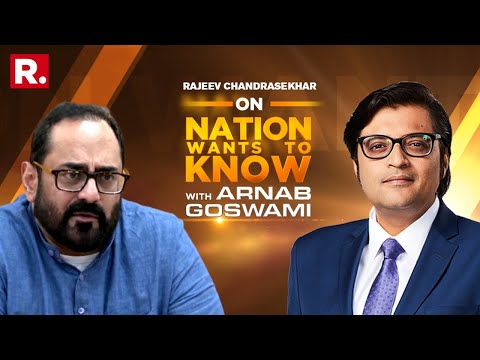 R.
RAJEEV CHANDRASEKHAR
ON
NATION
WANTS TO
KNOW
WITH ARNAB
GOSWAMI